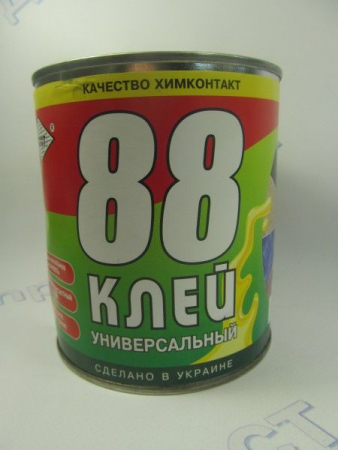 КАЧЕСТВО ХИМКОНТАКТ
88
КЛЕЙ
УНИВЕРСАЛЬНЫЙ
СДЕЛАНО В УКРАИНЕ